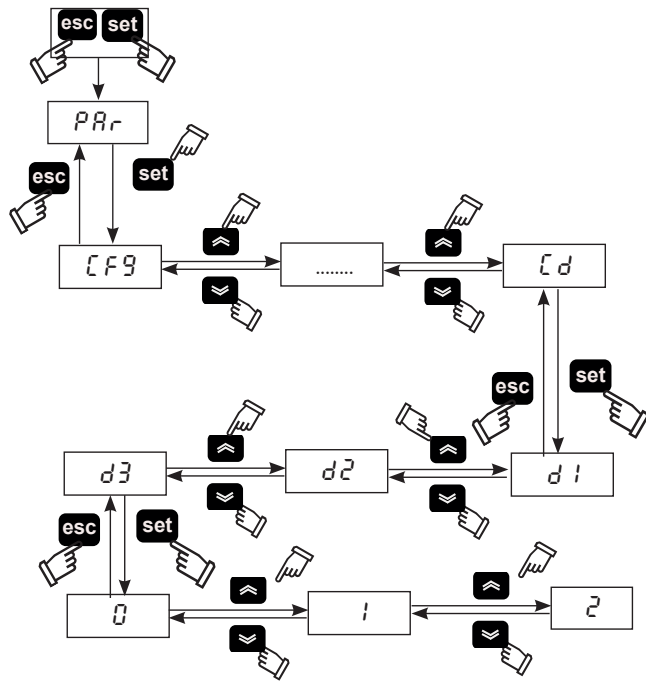 esc set
PAr
esc set
CF9 ........ Cd
esc set
d3 d2 d1
esc set
0 1 2